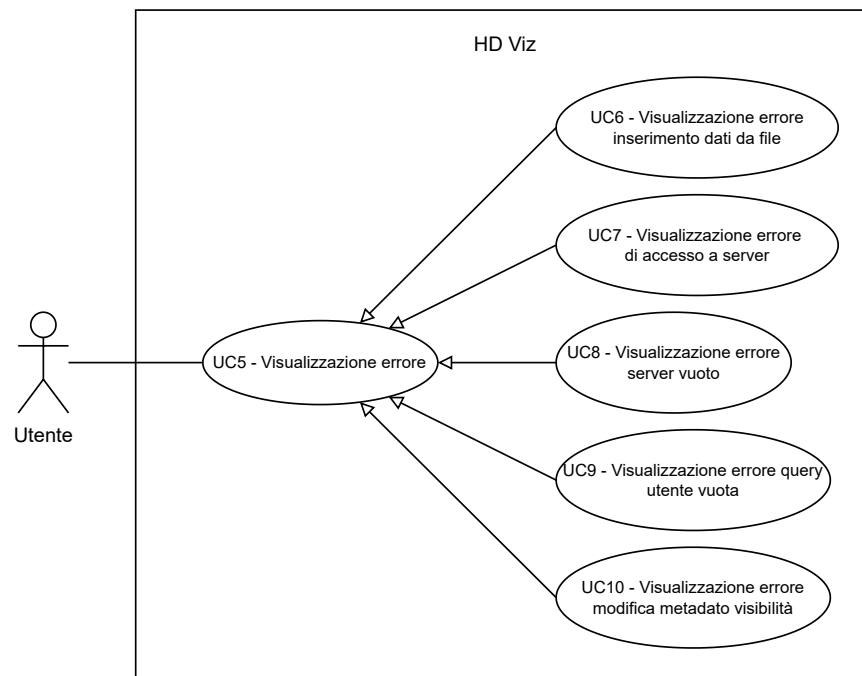 HD Viz
UC6 - Visualizzazione errore
inserimento dati da file
UC7 - Visualizzazione errore
di accesso a server
UC5 - Visualizzazione errore
UC8 - Visualizzazione errore
server vuoto
Utente
UC9 - Visualizzazione errore query
utente vuota
UC10 - Visualizzazione errore
modifica metadato visibilità